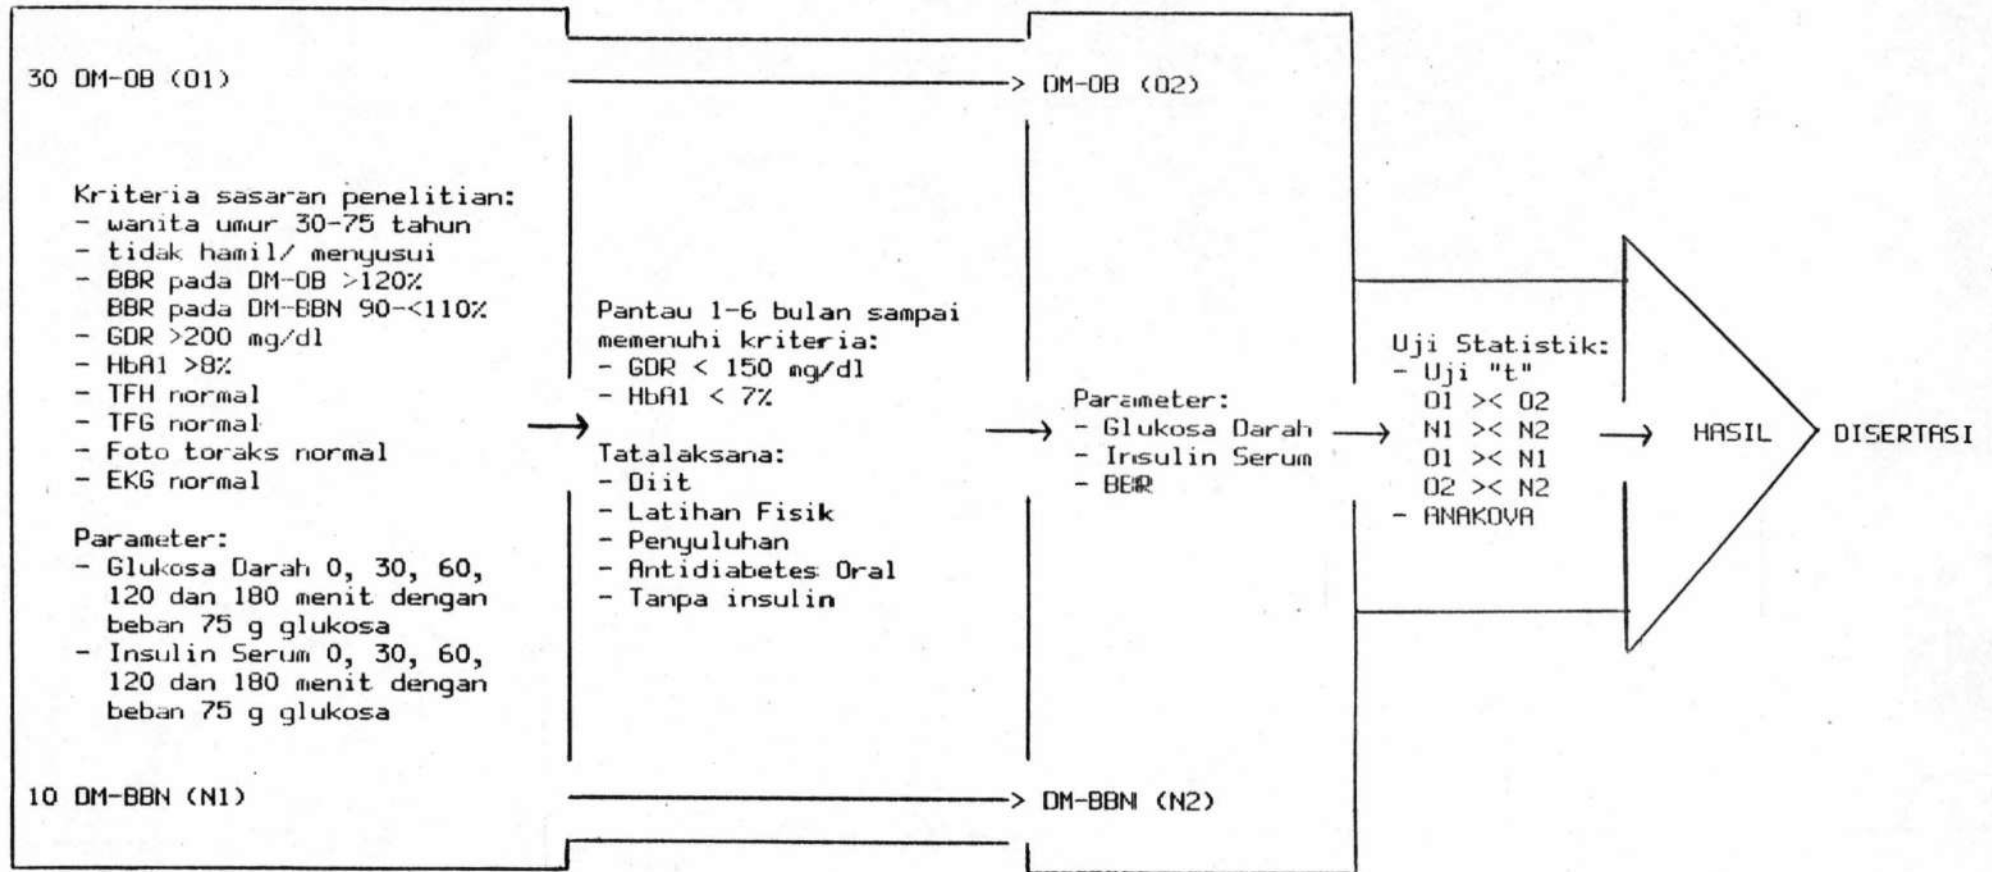 30 DM-OB (O1)
Kriteria sasaran penelitian:
- wanita umur 30-75 tahun
- tidak hamil/ menyusui
- BBR pada DM-OB >120%
BBR pada DM-BBN 90-<110%
- GDR >200 mg/dl
- HbA1 >8%
- TFH normal
- TFG normal
- Foto toraks normal
- EKG normal
Parameter:
- Glukosa Darah 0, 30, 60,
120 dan 180 menit dengan
beban 75 g glukosa
- Insulin Serum 0, 30, 60,
120 dan 180 menit dengan
beban 75 g glukosa
10 DM-BBN (N1)
Pantau 1-6 bulan sampai
memenuhi kriteria:
- GDR < 150 mg/dl
- HbA1 < 7%
Tatalaksana:
- Diit
- Latihan Fisik
- Penyuluhan
- Antidiabetes Oral
- Tanpa insulin
DM-OB (O2)
Parameter:
- Glukosa Darah
- Insulin Serum
- BBR
DM-BBN (N2)
Uji Statistik:
- Uji "t"
O1 >< O2
N1 >< N2
O1 >< N1
O2 >< N2
- ANAKOVA
HASIL
DISERTASI